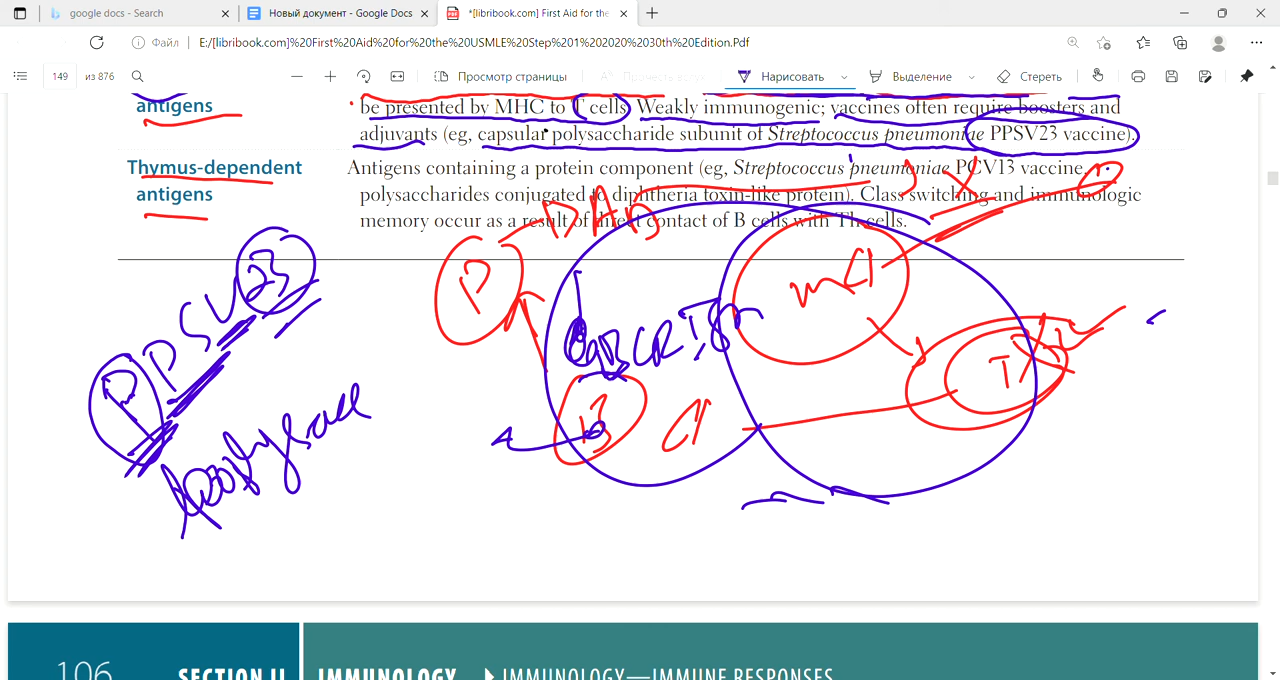 google docs - Search
Новый документ - Google Docs
*[libribook.com] First Aid for the
Файл
E:/[libribook.com]%20First%20Aid%20for%20the%20USMLE%20Step%201%202020%2030th%20Edition.Pdf
149 из 876
Просмотр страницы
Нарисовать
Выделение
Стереть
antigens
be presented by MHC to T cells. Weakly immunogenic; vaccines often require boosters and
adjuvants (eg, capsular polysaccharide subunit of Streptococcus pneumoniae PPSV23 vaccine).
Thymus-dependent
antigens
Antigens containing a protein component (eg, Streptococcus pneumoniae PCV13 vaccine,
polysaccharides conjugated to diphtheria toxin-like protein). Class switching and immunologic
memory occur as a result of direct contact of B cells with Th cells.
PPSV23
P
B
T
106
SECTION II
IMMUNOLOGY
IMMUNOLOGY—IMMUNE RESPONSES